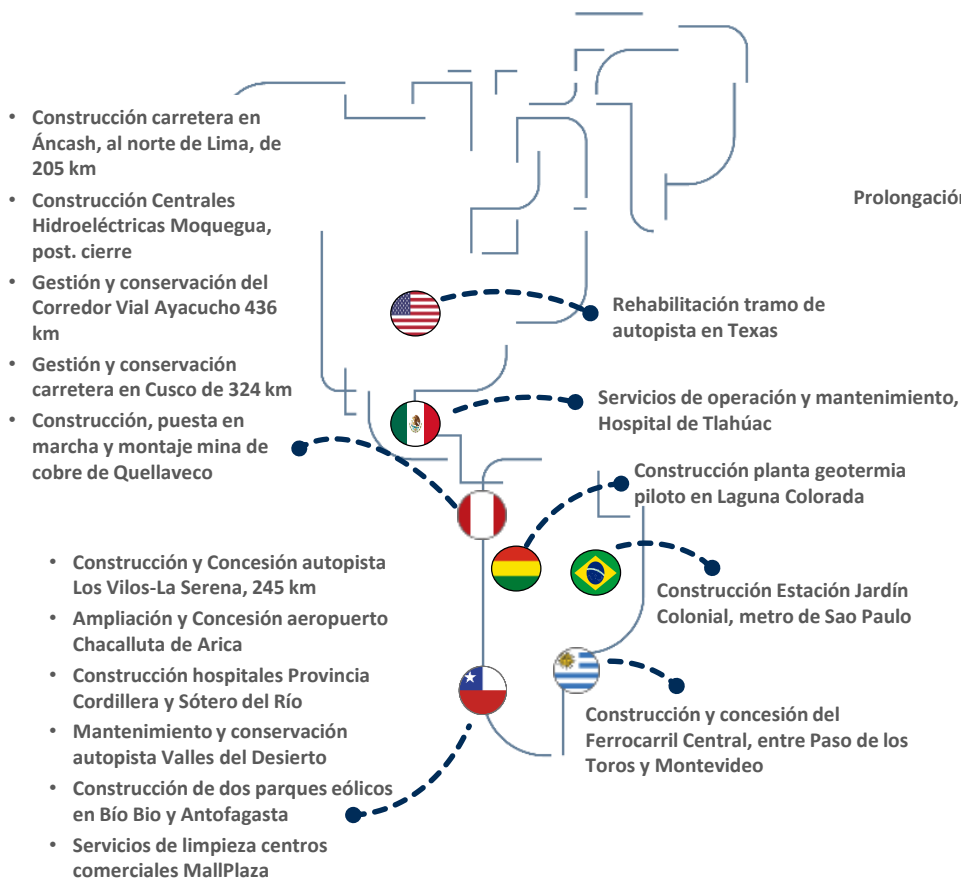 • Construcción carretera en
Áncash, al norte de Lima, de
205 km
• Construcción Centrales
Hidroeléctricas Moquegua,
post. cierre
• Gestión y conservación del
Corredor Vial Ayacucho 436
km
• Gestión y conservación
carretera en Cusco de 324 km
• Construcción, puesta en
marcha y montaje mina de
cobre de Quellaveco
Prolongación
Rehabilitación tramo de
autopista en Texas
Servicios de operación y mantenimiento,
Hospital de Tlahúac
Construcción planta geotermia
piloto en Laguna Colorada
Construcción Estación Jardín
Colonial, metro de Sao Paulo
Construcción y concesión del
Ferrocarril Central, entre Paso de los
Toros y Montevideo
• Construcción y Concesión autopista
Los Vilos-La Serena, 245 km
• Ampliación y Concesión aeropuerto
Chacalluta de Arica
• Construcción hospitales Provincia
Cordillera y Sótero del Río
• Mantenimiento y conservación
autopista Valles del Desierto
• Construcción de dos parques eólicos
en Bío Bio y Antofagasta
• Servicios de limpieza centros
comerciales MallPlaza